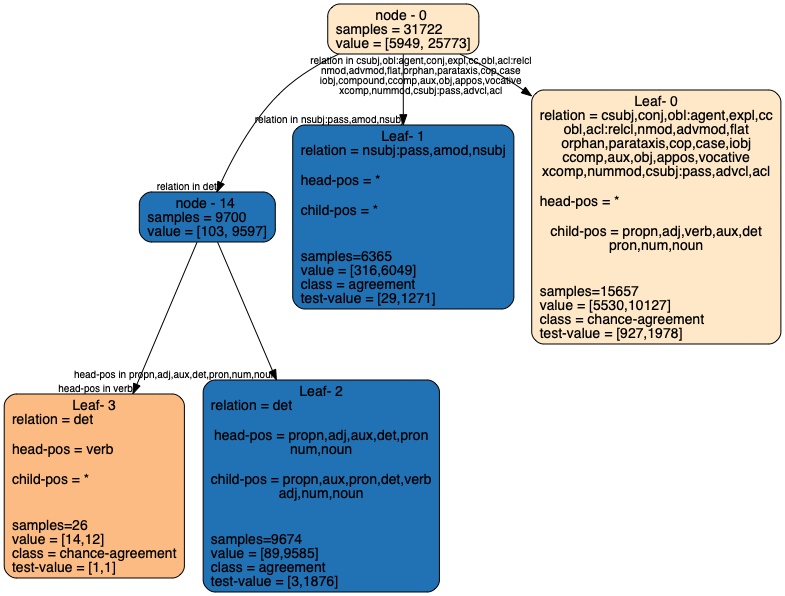 node - 0
samples = 31722
value = [5949, 25773]
relation in csubj,obl:agent,conj,expl,cc,obl,acl:relcl
nmod,advmod,flat,orphan,parataxis,cop,case
iobj,compound,ccomp,aux,obj,appos,vocative
xcomp,nummod,csubj:pass,advcl,acl
relation in nsubj:pass,amod,nsubj
relation in det
Leaf- 0
relation = csubj,conj,obl:agent,expl,cc
obl,acl:relcl,nmod,advmod,flat
orphan,parataxis,cop,case,iobj
ccomp,aux,obj,appos,vocative
xcomp,nummod,csubj:pass,advcl,acl
head-pos = *
child-pos = propn,adj,verb,aux,det
pron,num,noun
samples=15657
value = [5530,10127]
class = chance-agreement
test-value = [927,1978]
Leaf- 1
relation = nsubj:pass,amod,nsubj
head-pos = *
child-pos = *
samples=6365
value = [316,6049]
class = agreement
test-value = [29,1271]
node - 14
samples = 9700
value = [103, 9597]
head-pos in propn,adj,aux,det,pron,num,noun
head-pos in verb
Leaf- 3
relation = det
head-pos = verb
child-pos = *
samples=26
value = [14,12]
class = chance-agreement
test-value = [1,1]
Leaf- 2
relation = det
head-pos = propn,adj,aux,det,pron
num,noun
child-pos = propn,aux,pron,det,verb
adj,num,noun
samples=9674
value = [89,9585]
class = agreement
test-value = [3,1876]